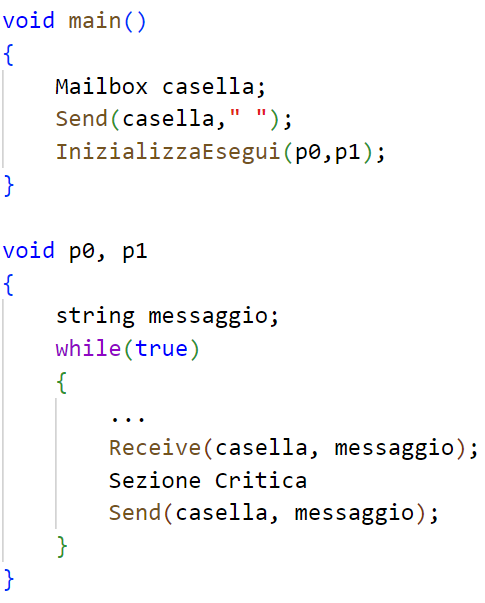 void main()
{
    Mailbox casella;
    Send(casella," ");
    InizializzaEsegui(p0,p1);
}

void p0, p1
{
    string messaggio;
    while(true)
    {
        ...
        Receive(casella, messaggio);
        Sezione Critica
        Send(casella, messaggio);
    }
}